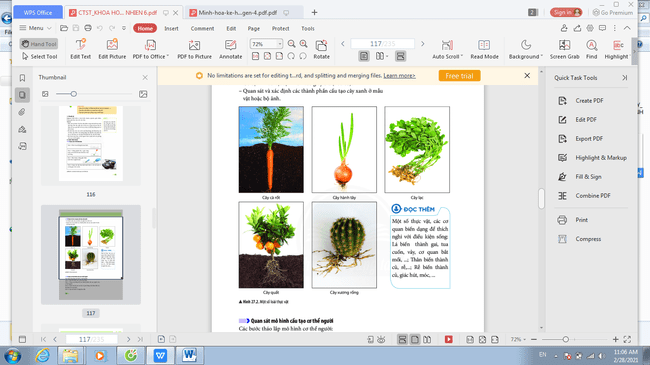 WPS Office
CTST_KHOA HO... NHIEN 6.pdf
Minh-hoa-ke-h...gen-4.pdf.pdf
Sign in
Go Premium
Menu
Home
Insert
Comment
Edit
Page
Protect
Tools
Hand Tool
Select Tool
Edit Text
Edit Picture
PDF to Office
PDF to Picture
Annotate
72%
Rotate
117/235
Auto Scroll
Read Mode
Background
Screen Grab
Find
Highlight
Thumbnail
No limitations are set for editing t...rd, and splitting and merging files. Learn more›
Free trial
Quick Task Tools
Create PDF
Edit PDF
Export PDF
Highlight & Markup
Fill & Sign
Combine PDF
Print
Compress
116
117
– Quan sát và xác định các thành phần cấu tạo cây xanh ở mẫu
vật hoặc bộ ảnh.
Cây cà rốt
Cây hành tây
Cây lạc
Cây quất
Cây xương rồng
ĐỌC THÊM
Một số thực vật, các cơ
quan biến dạng để thích
nghi với điều kiện sống:
Lá biến thành gai, tua
cuốn, vảy, cơ quan bắt
mồi, ...; Thân biến thành
củ, rễ,...; Rễ biến thành
củ, giác hút, móc, ...
Hình 27.2. Một số loài thực vật
Quan sát mô hình cấu tạo cơ thể người
Các bước tháo lắp mô hình cơ thể người:
117/235
72%
EN
11:06 AM
2/28/2021